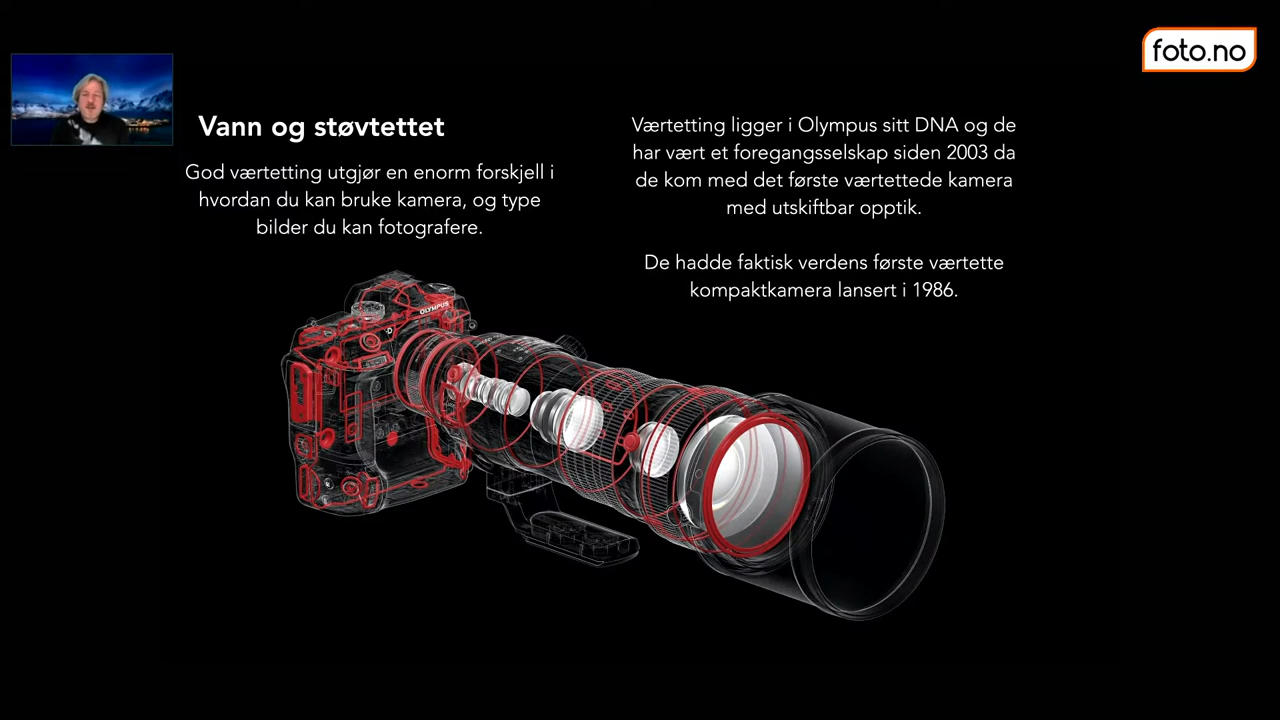 foto.no
Vann og støvtettet
God værtetting utgjør en enorm forskjell i
hvordan du kan bruke kamera, og type
bilder du kan fotografere.
Værtetting ligger i Olympus sitt DNA og de
har vært et foregangsselskap siden 2003 da
de kom med det første værtettede kamera
med utskiftbar opptik.
De hadde faktisk verdens første værtette
kompaktkamera lansert i 1986.
OLYMPUS